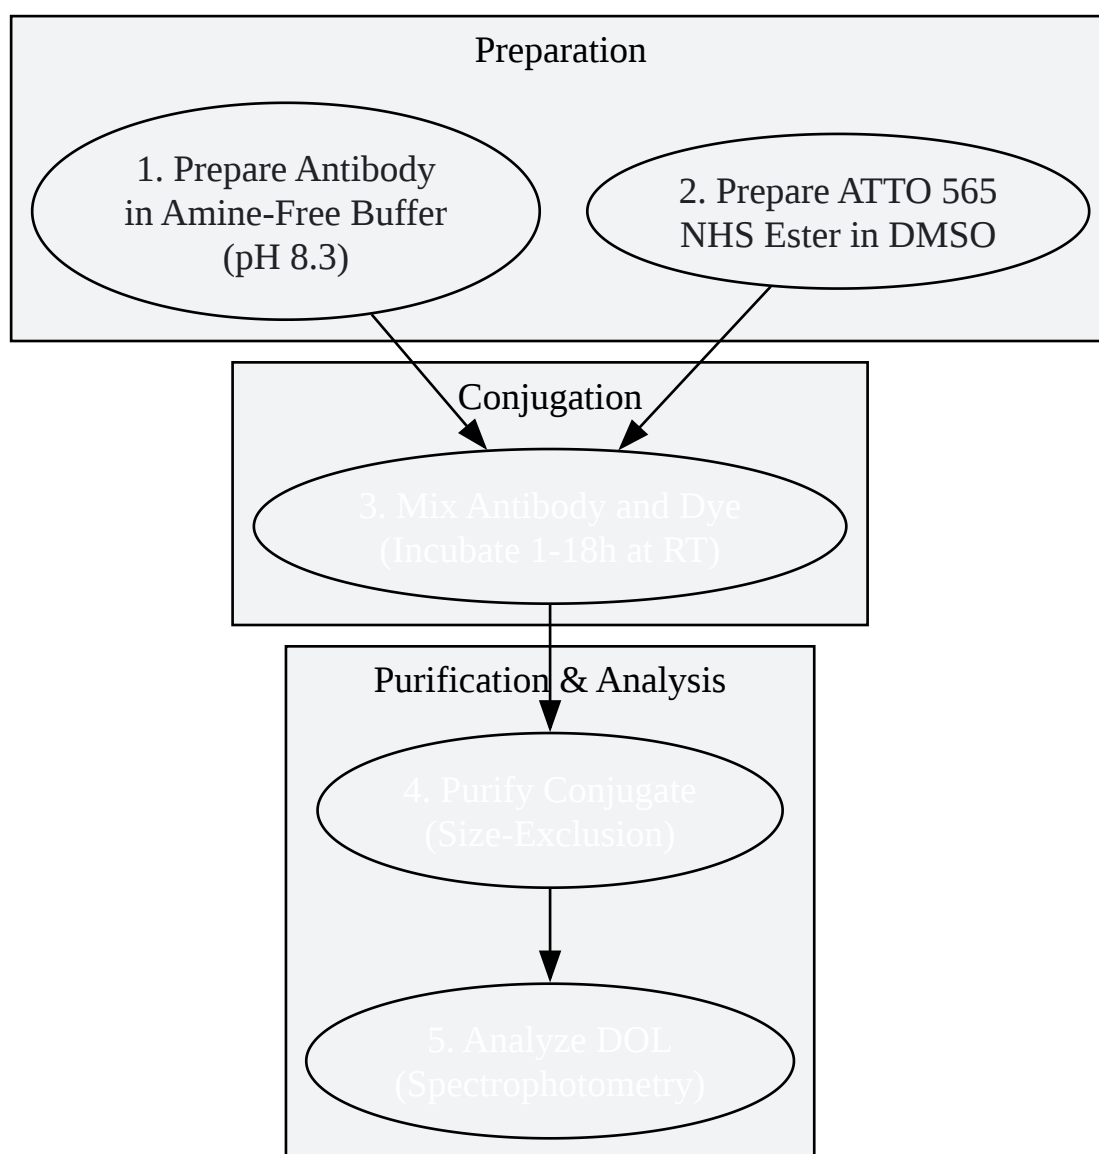 Preparation
1. Prepare Antibody
in Amine-Free Buffer
(pH 8.3)
2. Prepare ATTO 565
NHS Ester in DMSO
Conjugation
3. Mix Antibody and Dye
(Incubate 1-18h at RT)
Purification & Analysis
4. Purify Conjugate
(Size-Exclusion)
5. Analyze DOL
(Spectrophotometry)